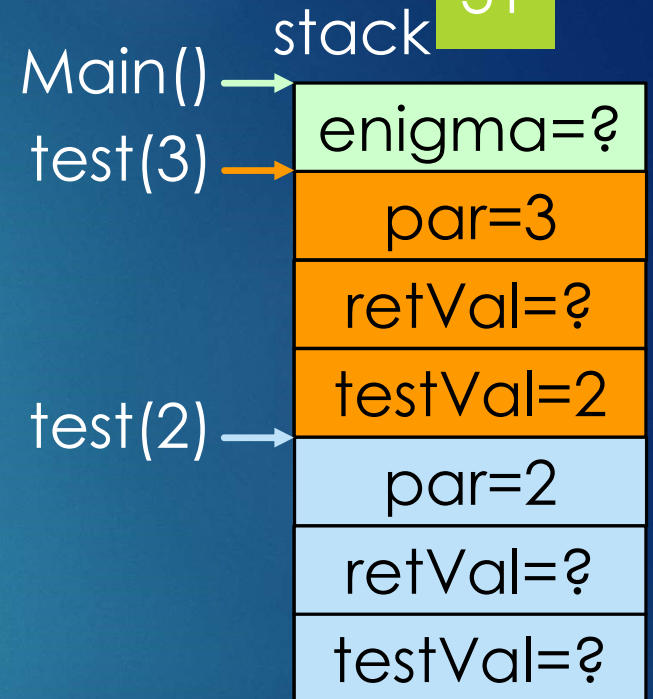 stack
Main()
enigma=?
test(3)
par=3
retVal=?
testVal=2
test(2)
par=2
retVal=?
testVal=?